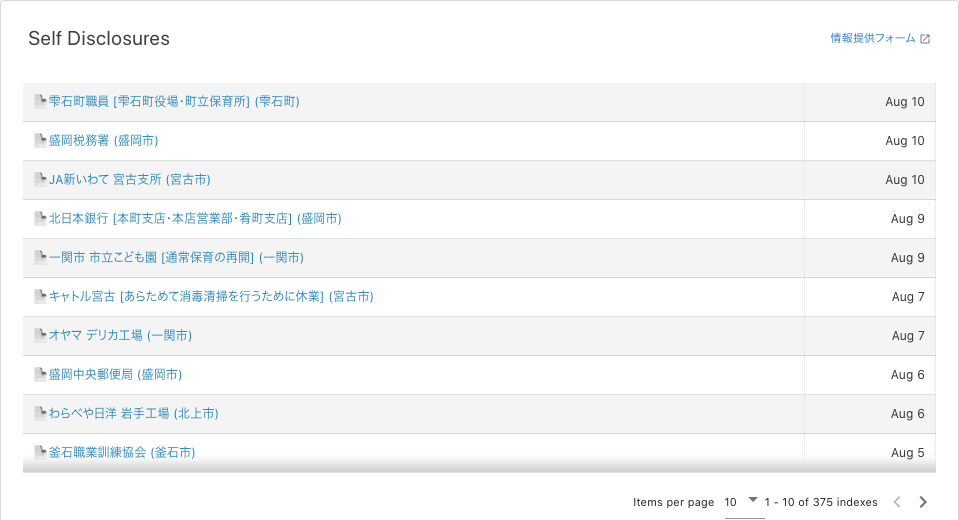 Self Disclosures
情報提供フォーム
雫石町職員 [雫石町役場・町立保育所] (雫石町) Aug 10
盛岡税務署 (盛岡市) Aug 10
JA新いわて 宮古支所 (宮古市) Aug 10
北日本銀行 [本町支店・本店営業部・肴町支店] (盛岡市) Aug 9
一関市 市立こども園 [通常保育の再開] (一関市) Aug 9
キャトル宮古 [あらためて消毒清掃を行うために休業] (宮古市) Aug 7
オヤマ デリカ工場 (一関市) Aug 7
盛岡中央郵便局 (盛岡市) Aug 6
わらべや日洋 岩手工場 (北上市) Aug 6
釜石職業訓練協会 (釜石市) Aug 5
Items per page 10 1 - 10 of 375 indexes